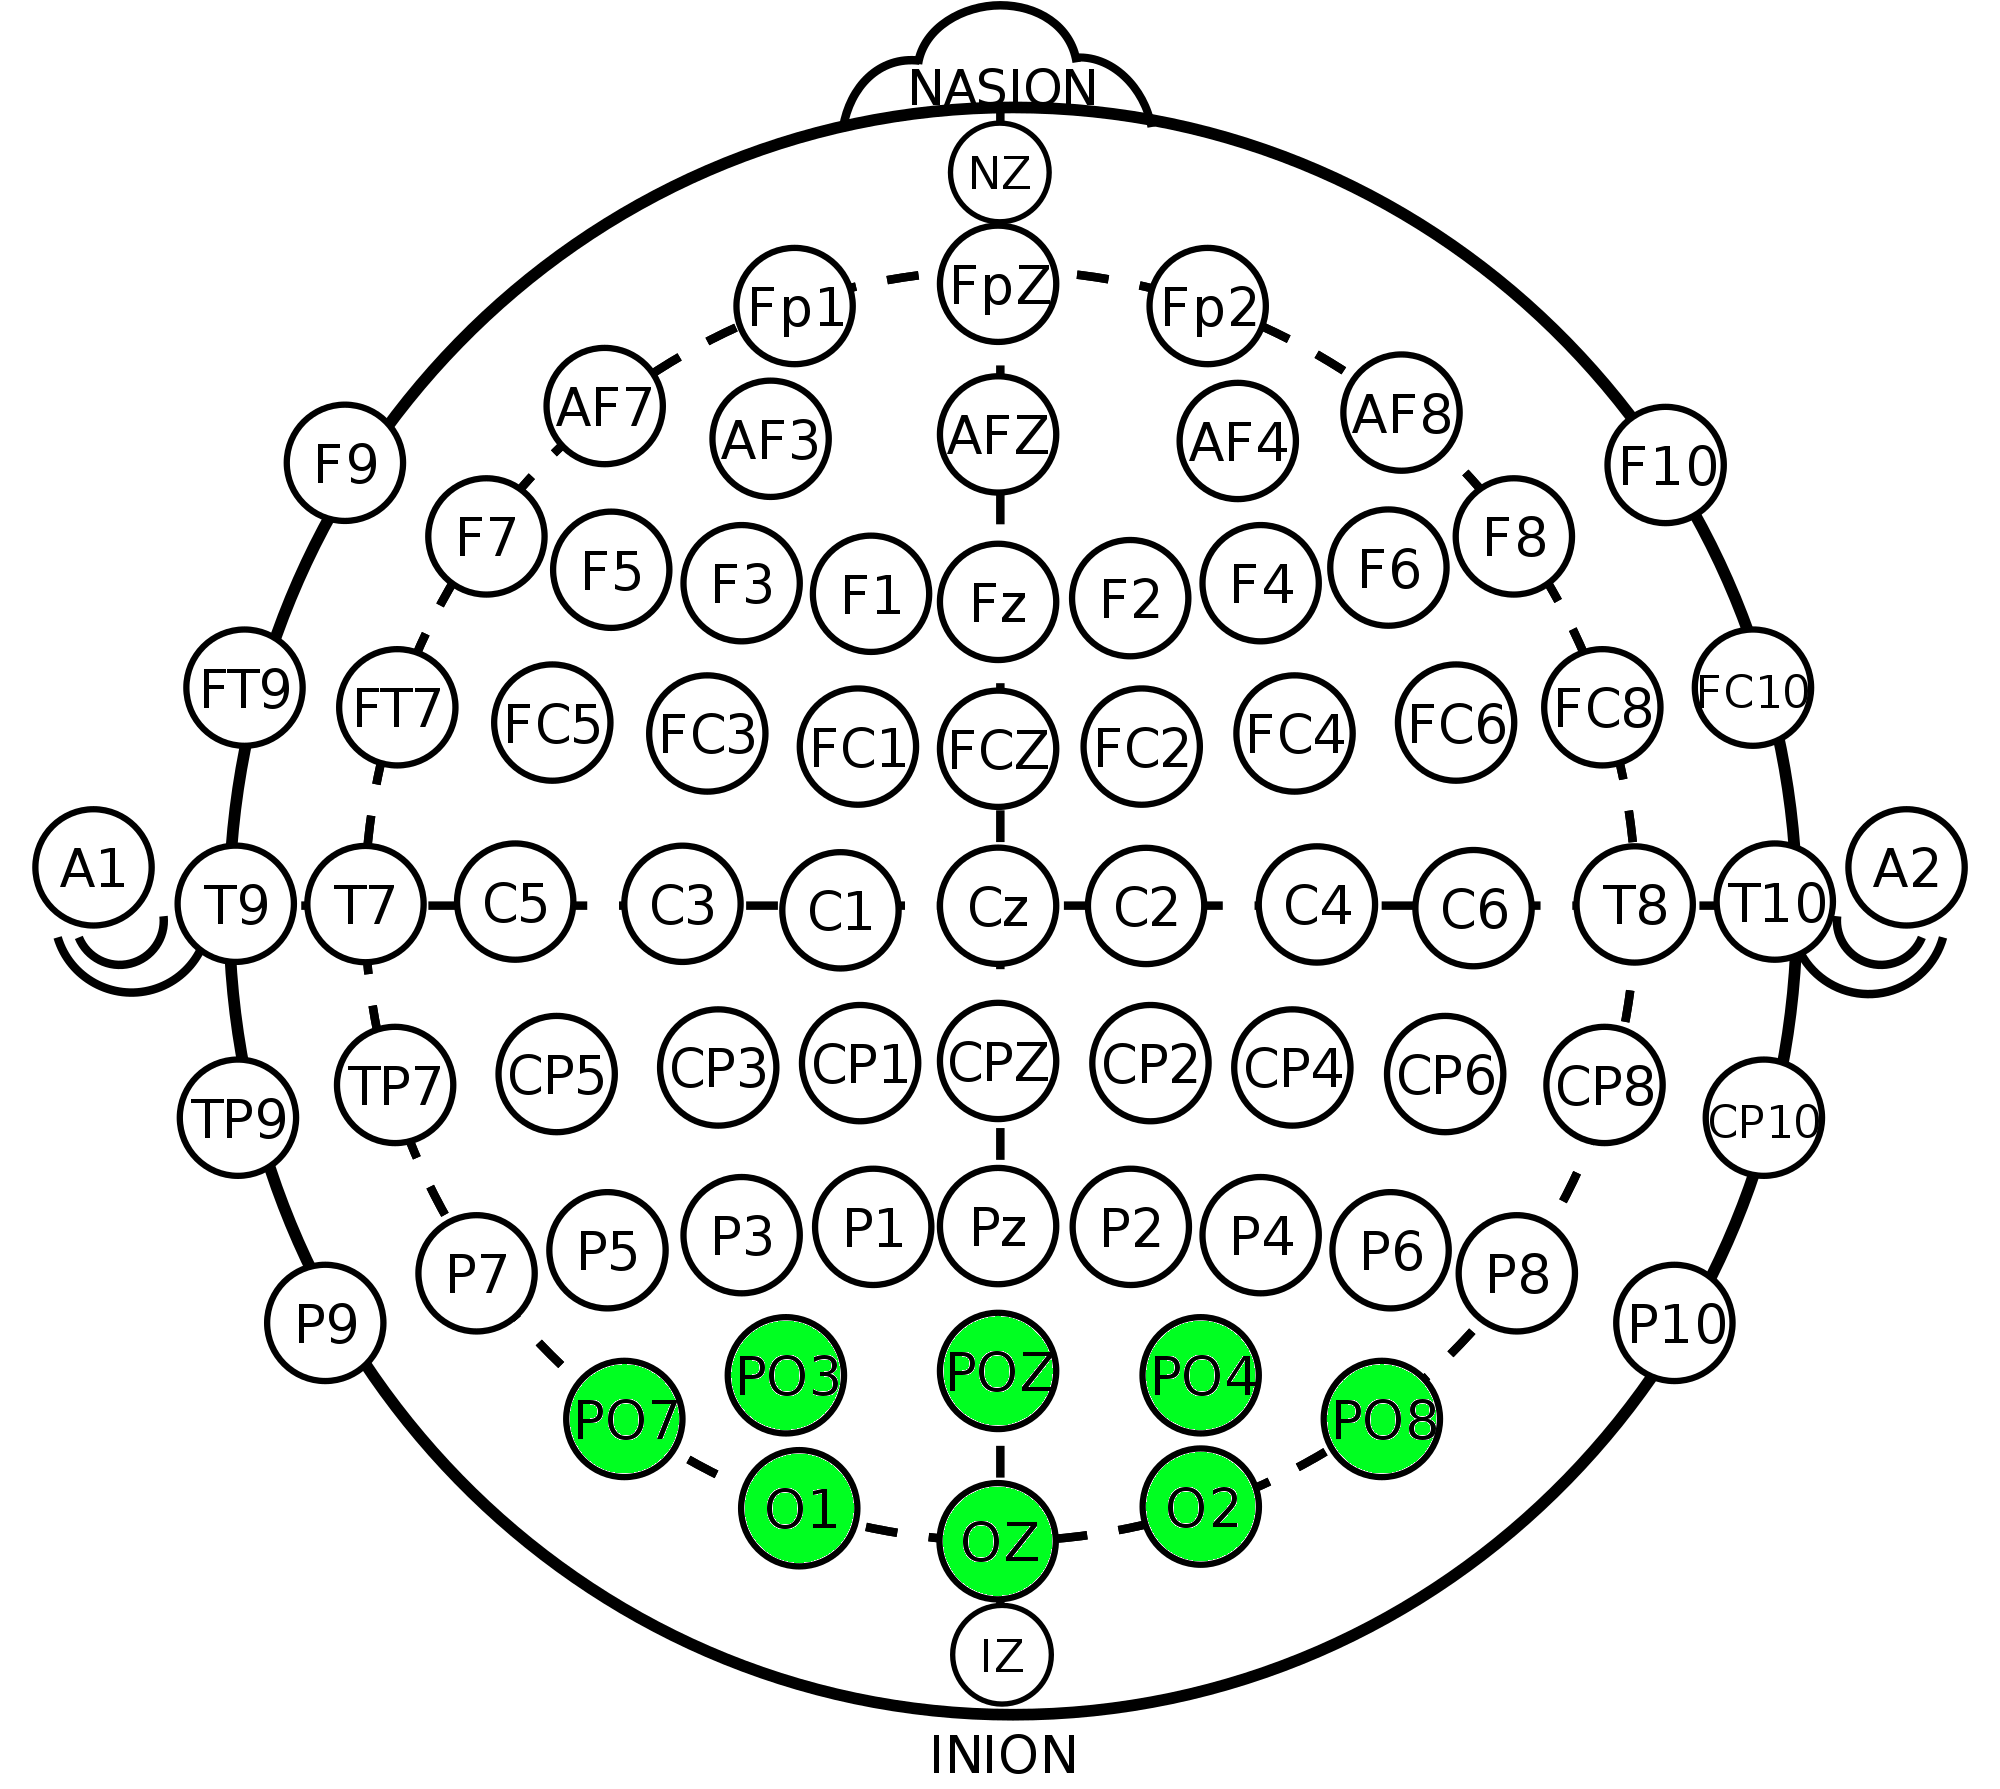 NASION
NZ
Fp1 FpZ Fp2
AF7 AF3 AFZ AF4 AF8
F9 F7 F5 F3 F1 Fz F2 F4 F6 F8 F10
FT9 FT7 FC5 FC3 FC1 FCZ FC2 FC4 FC6 FC8 FC10
A1 T9 T7 C5 C3 C1 Cz C2 C4 C6 T8 T10 A2
TP9 TP7 CP5 CP3 CP1 CPZ CP2 CP4 CP6 CP8 CP10
P9 P7 P5 P3 P1 Pz P2 P4 P6 P8 P10
PO7 PO3 POZ PO4 PO8
O1 OZ O2
IZ
INION